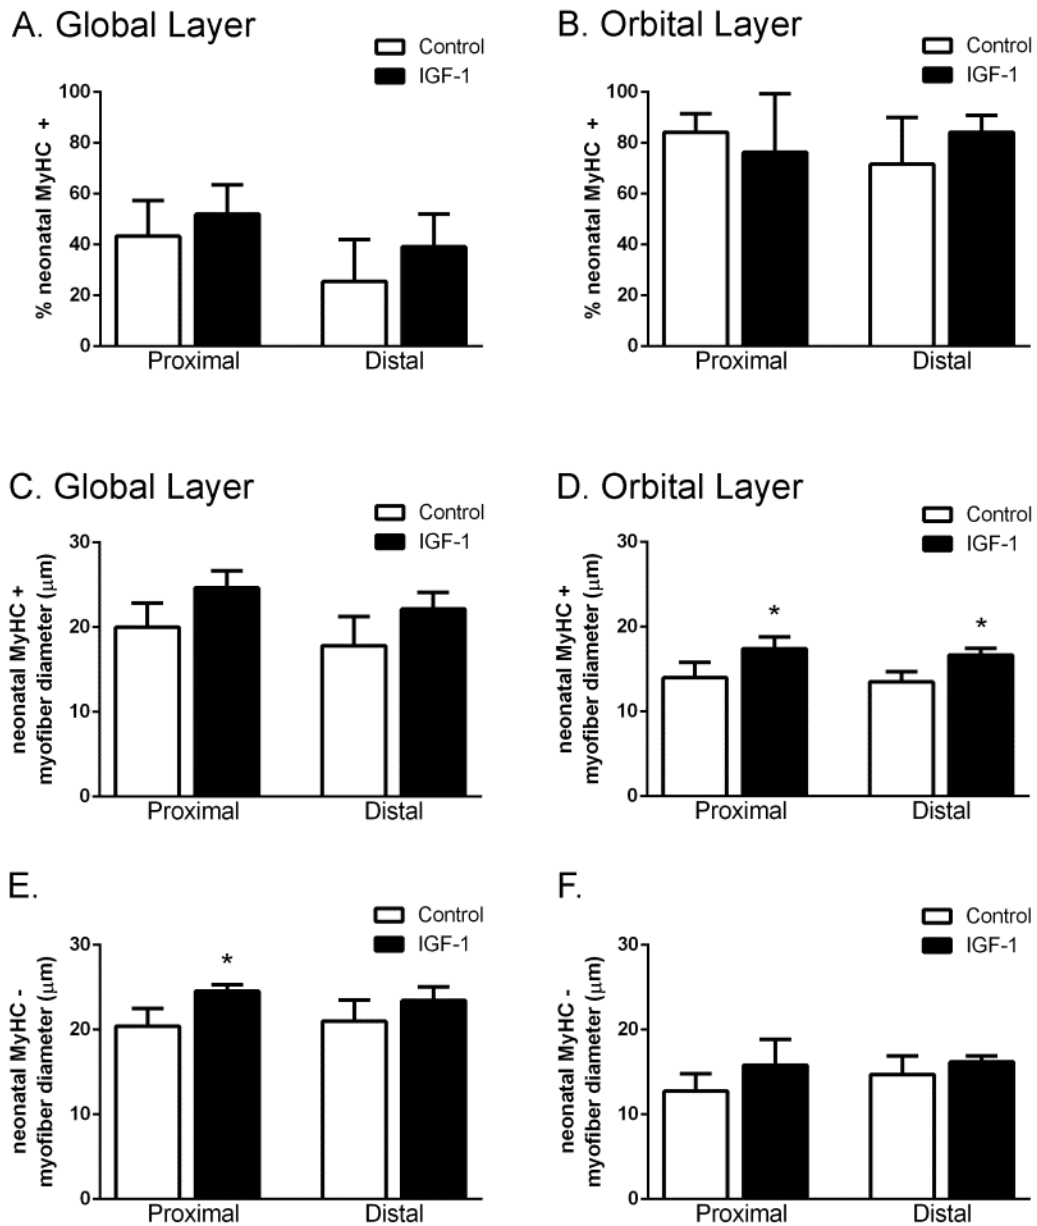 A. Global Layer
Control
IGF-1
% neonatal MyHC +
100
80
60
40
20
0
Proximal
Distal
B. Orbital Layer
Control
IGF-1
% neonatal MyHC +
100
80
60
40
20
0
Proximal
Distal
C. Global Layer
Control
IGF-1
neonatal MyHC +
myofiber diameter (μm)
30
20
10
0
Proximal
Distal
D. Orbital Layer
Control
IGF-1
neonatal MyHC +
myofiber diameter (μm)
30
20
10
0
*
*
Proximal
Distal
E.
Control
IGF-1
neonatal MyHC -
myofiber diameter (μm)
30
20
10
0
*
Proximal
Distal
F.
Control
IGF-1
neonatal MyHC -
myofiber diameter (μm)
30
20
10
0
Proximal
Distal